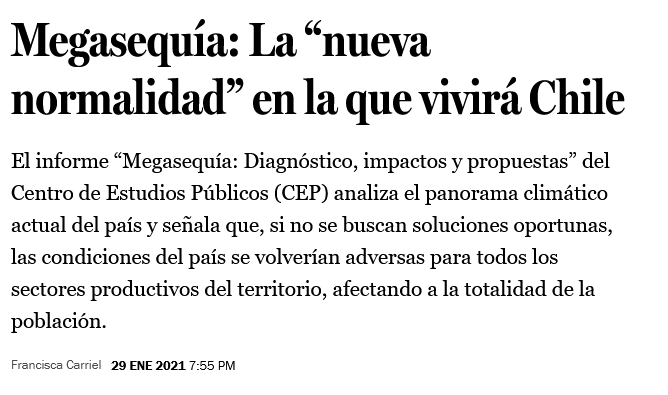 Megasequía: La “nueva
normalidad” en la que vivirá Chile
El informe “Megasequía: Diagnóstico, impactos y propuestas” del
Centro de Estudios Públicos (CEP) analiza el panorama climático
actual del país y señala que, si no se buscan soluciones oportunas,
las condiciones del país se volverían adversas para todos los
sectores productivos del territorio, afectando a la totalidad de la
población.
Francisca Carriel 29 ENE 2021 7:55 PM